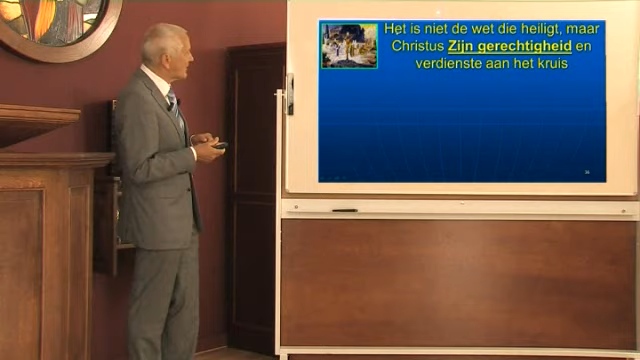 Het is niet de wet die heiligt, maar
Christus Zijn gerechtigheid en
verdienste aan het kruis